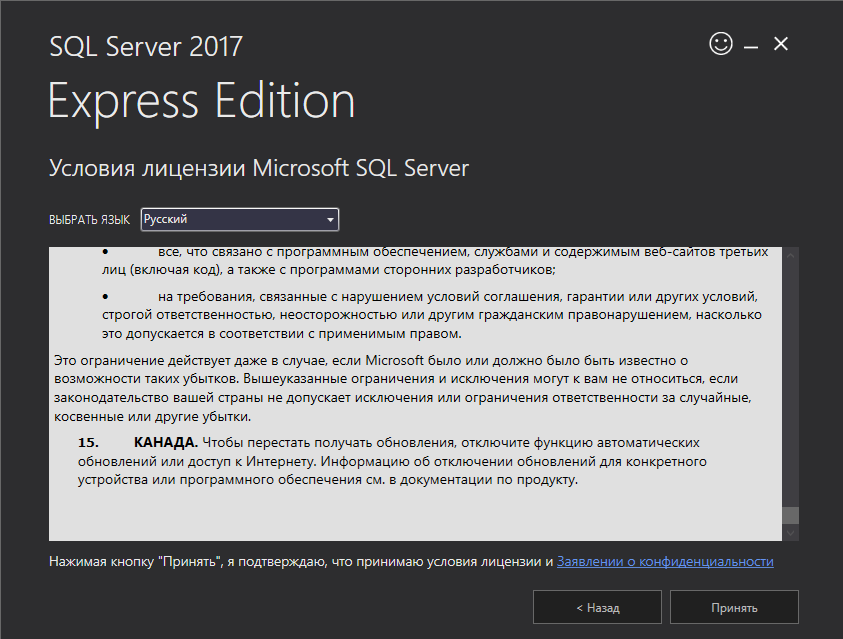 SQL Server 2017
Express Edition
Условия лицензии Microsoft SQL Server
ВЫБРАТЬ ЯЗЫК Русский
• все, что связано с программным обеспечением, службами и содержимым веб-сайтов третьих
лиц (включая код), а также с программами сторонних разработчиков;
• на требования, связанные с нарушением условий соглашения, гарантии или других условий,
строгой ответственностью, неосторожностью или другим гражданским правонарушением, насколько
это допускается в соответствии с применимым правом.
Это ограничение действует даже в случае, если Microsoft было или должно было быть известно о
возможности таких убытков. Вышеуказанные ограничения и исключения могут к вам не относиться, если
законодательство вашей страны не допускает исключения или ограничения ответственности за случайные,
косвенные или другие убытки.
15. КАНАДА. Чтобы перестать получать обновления, отключите функцию автоматических
обновлений или доступ к Интернету. Информацию об отключении обновлений для конкретного
устройства или программного обеспечения см. в документации по продукту.
Нажимая кнопку "Принять", я подтверждаю, что принимаю условия лицензии и Заявлении о конфиденциальности
< Назад
Принять